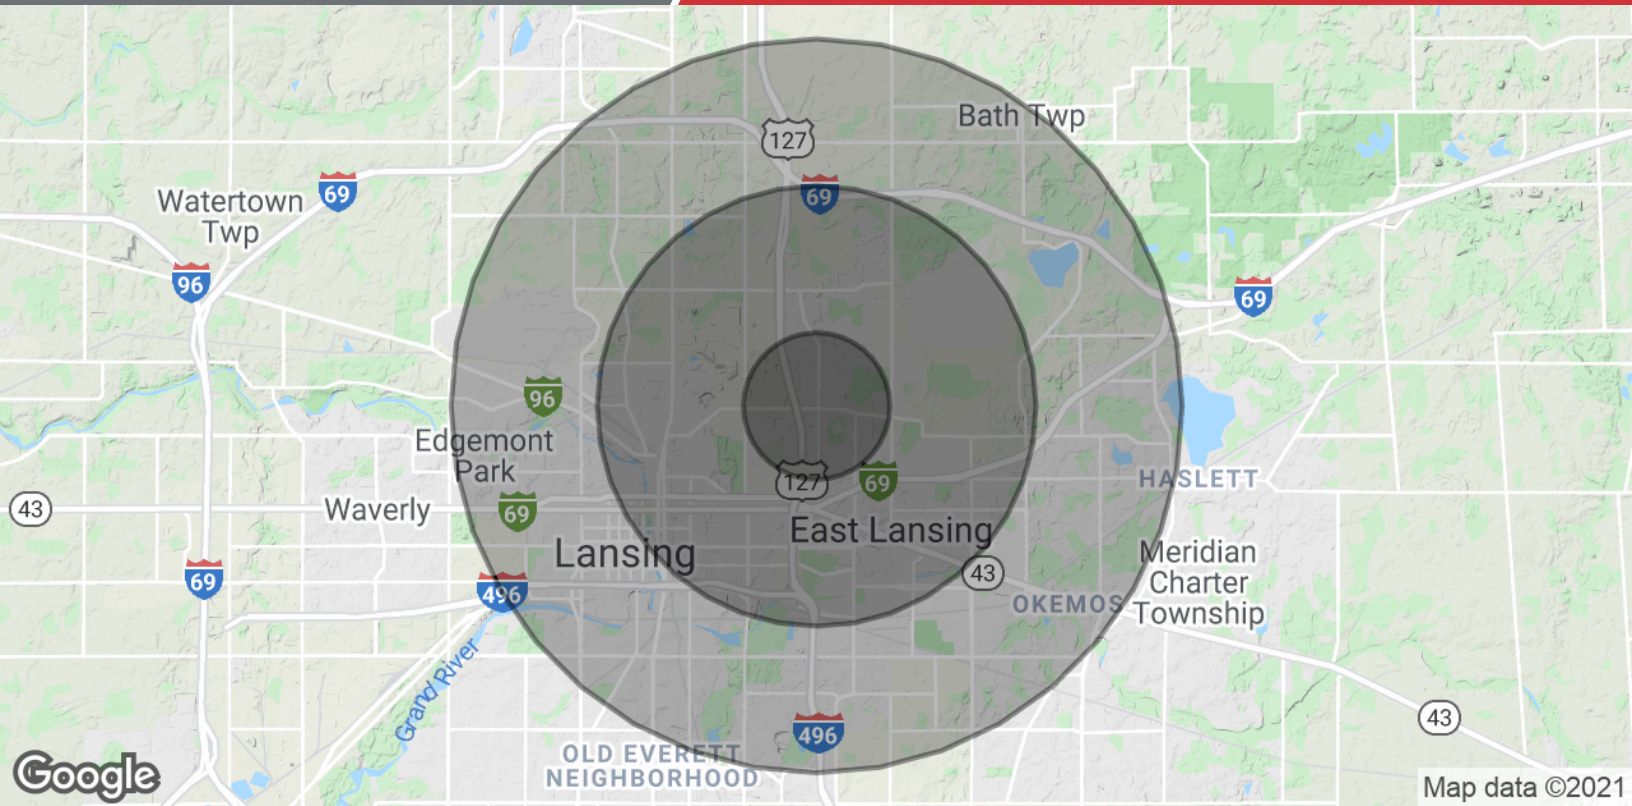 127
Bath Twp
69
69
Watertown
Twp
96
69
96
Edgemont
Park
HASLETT
127
69
43
Waverly
69
East Lansing
Lansing
Meridian
Charter
Township
69
43
496
OKEMOS
Grand River
43
496
OLD EVERETT
NEIGHBORHOOD
Google
Map data ©2021